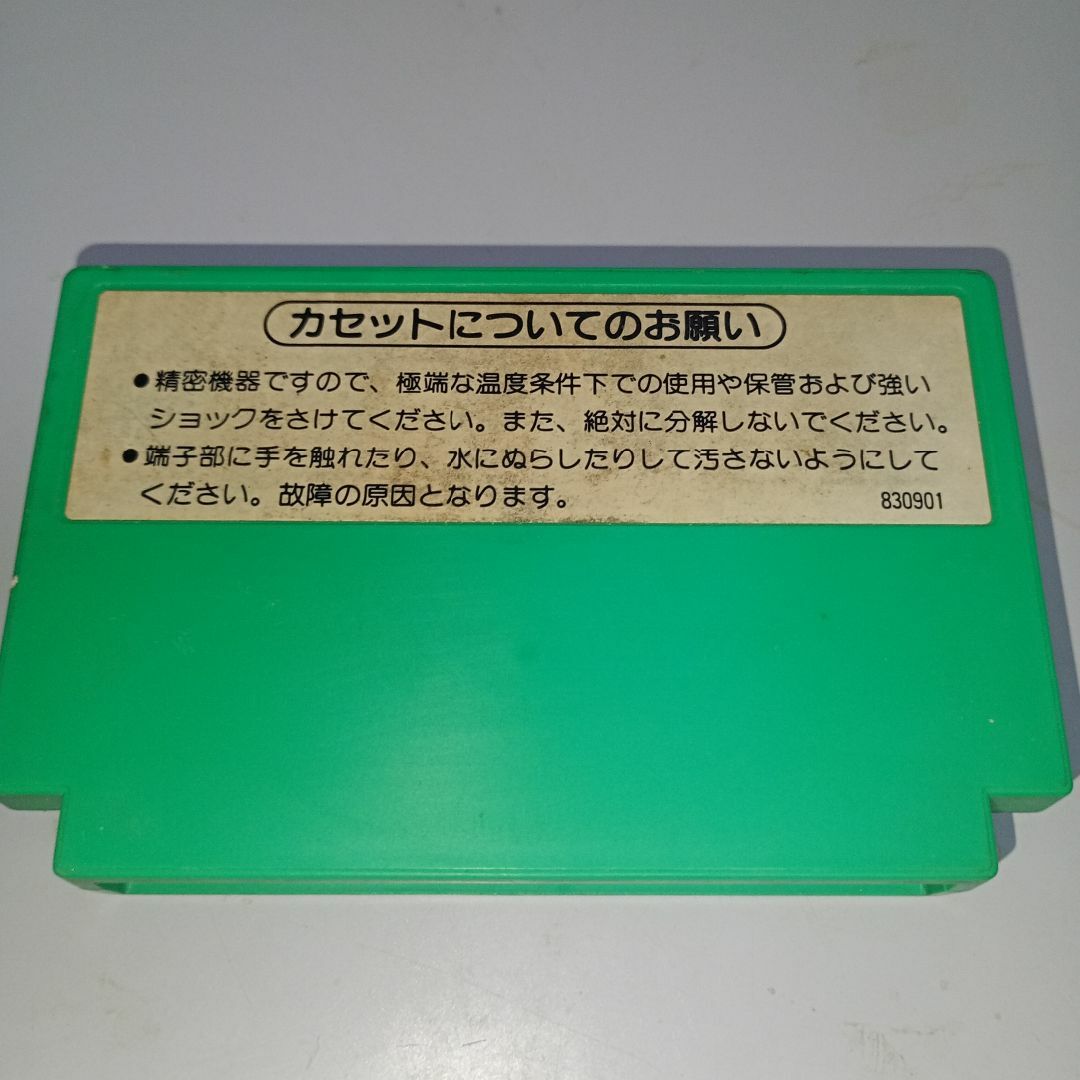 カセットについてのお願い
●精密機器ですので、極端な温度条件下での使用や保管および強い
ショックをさけてください。また、絶対に分解しないでください。
●端子部に手を触れたり、水にぬらしたりして汚さないようにして
ください。故障の原因となります。
830901